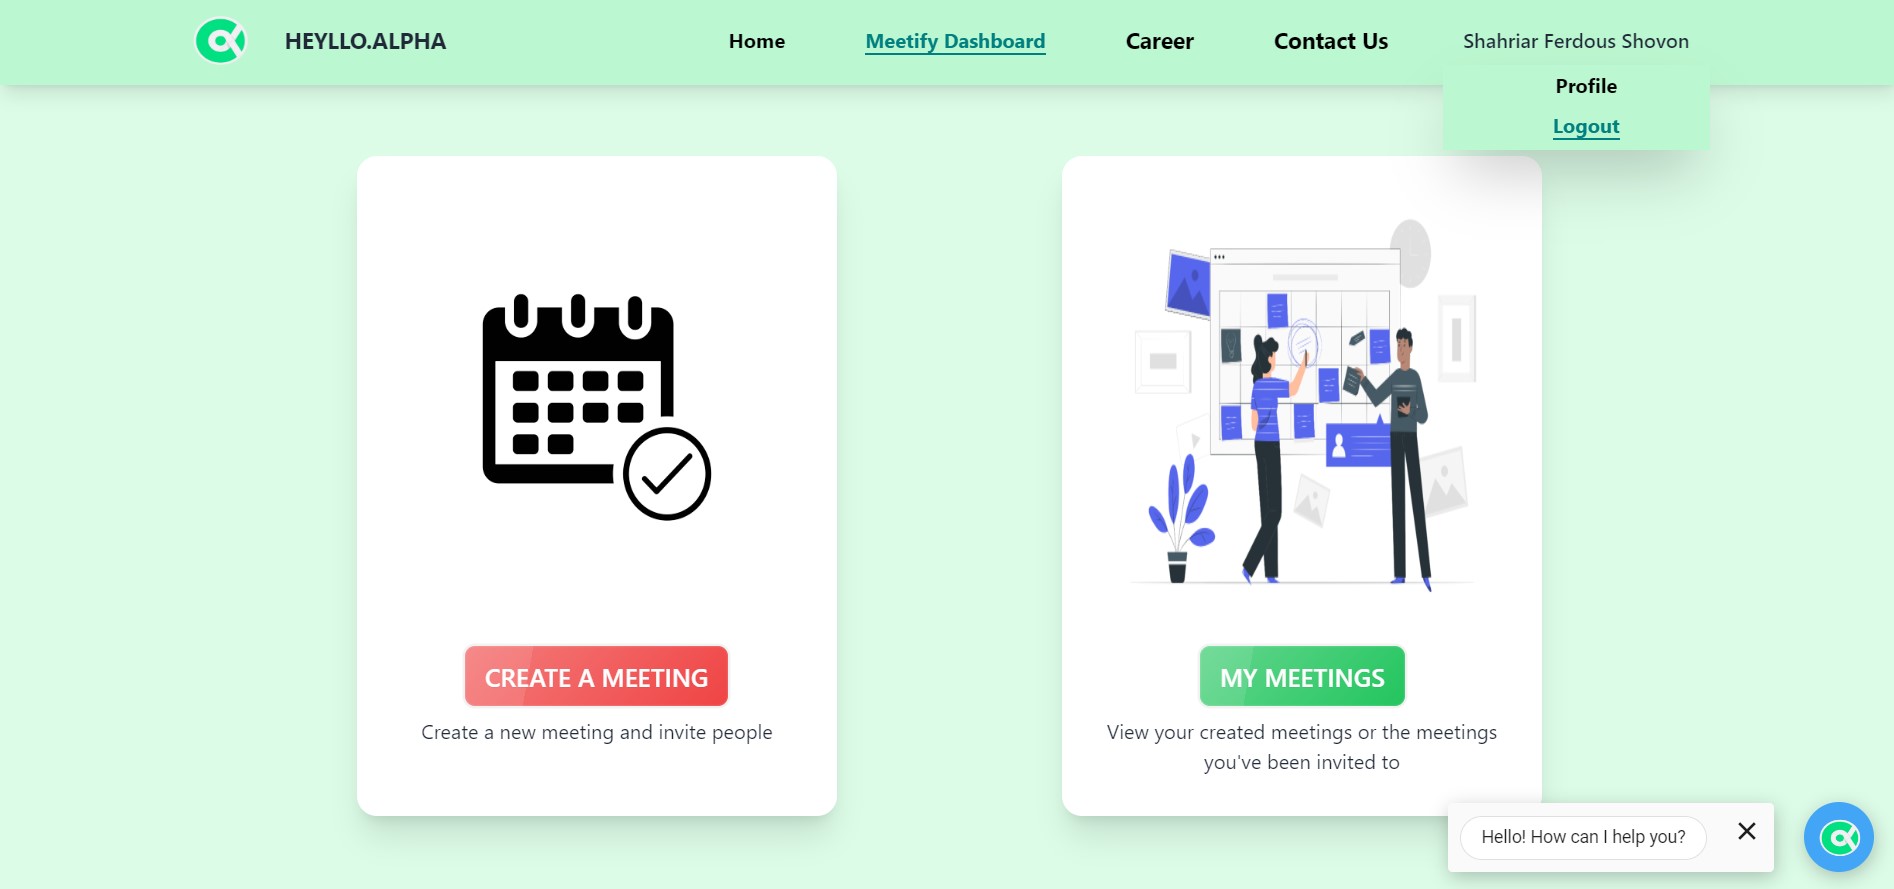 HEYLLO.ALPHA
Home
Meetify Dashboard
Career
Contact Us
Shahriar Ferdous Shovon
Profile
Logout
CREATE A MEETING
Create a new meeting and invite people
MY MEETINGS
View your created meetings or the meetings
you've been invited to
Hello! How can I help you?